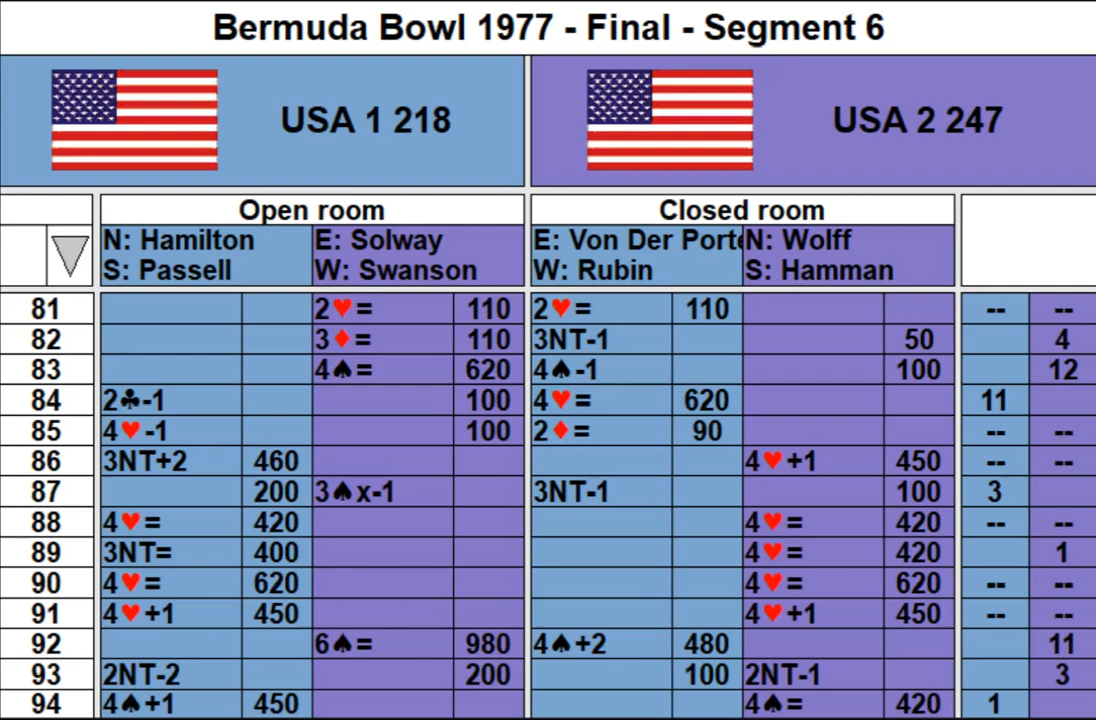 Bermuda Bowl 1977 - Final - Segment 6
USA 1 218 USA 2 247
Open room Closed room
N: Hamilton E: Solway E: Von Der Porte N: Wolff
S: Passell W: Swanson W: Rubin S: Hamman
81 2♥= 110 2♥= 110 -- --
82 3♦= 110 3NT-1 50 4
83 4♠= 620 4♠-1 100 12
84 2♣-1 100 4♥= 620 11
85 4♥-1 100 2♦= 90 -- --
86 3NT+2 460 4♥+1 450 -- --
87 200 3♠x-1 3NT-1 100 3
88 4♥= 420 4♥= 420 -- --
89 3NT= 400 4♥= 420 1
90 4♥= 620 4♥= 620 -- --
91 4♥+1 450 4♥+1 450 -- --
92 6♠= 980 4♠+2 480 11
93 2NT-2 200 100 2NT-1 3
94 4♠+1 450 4♠= 420 1